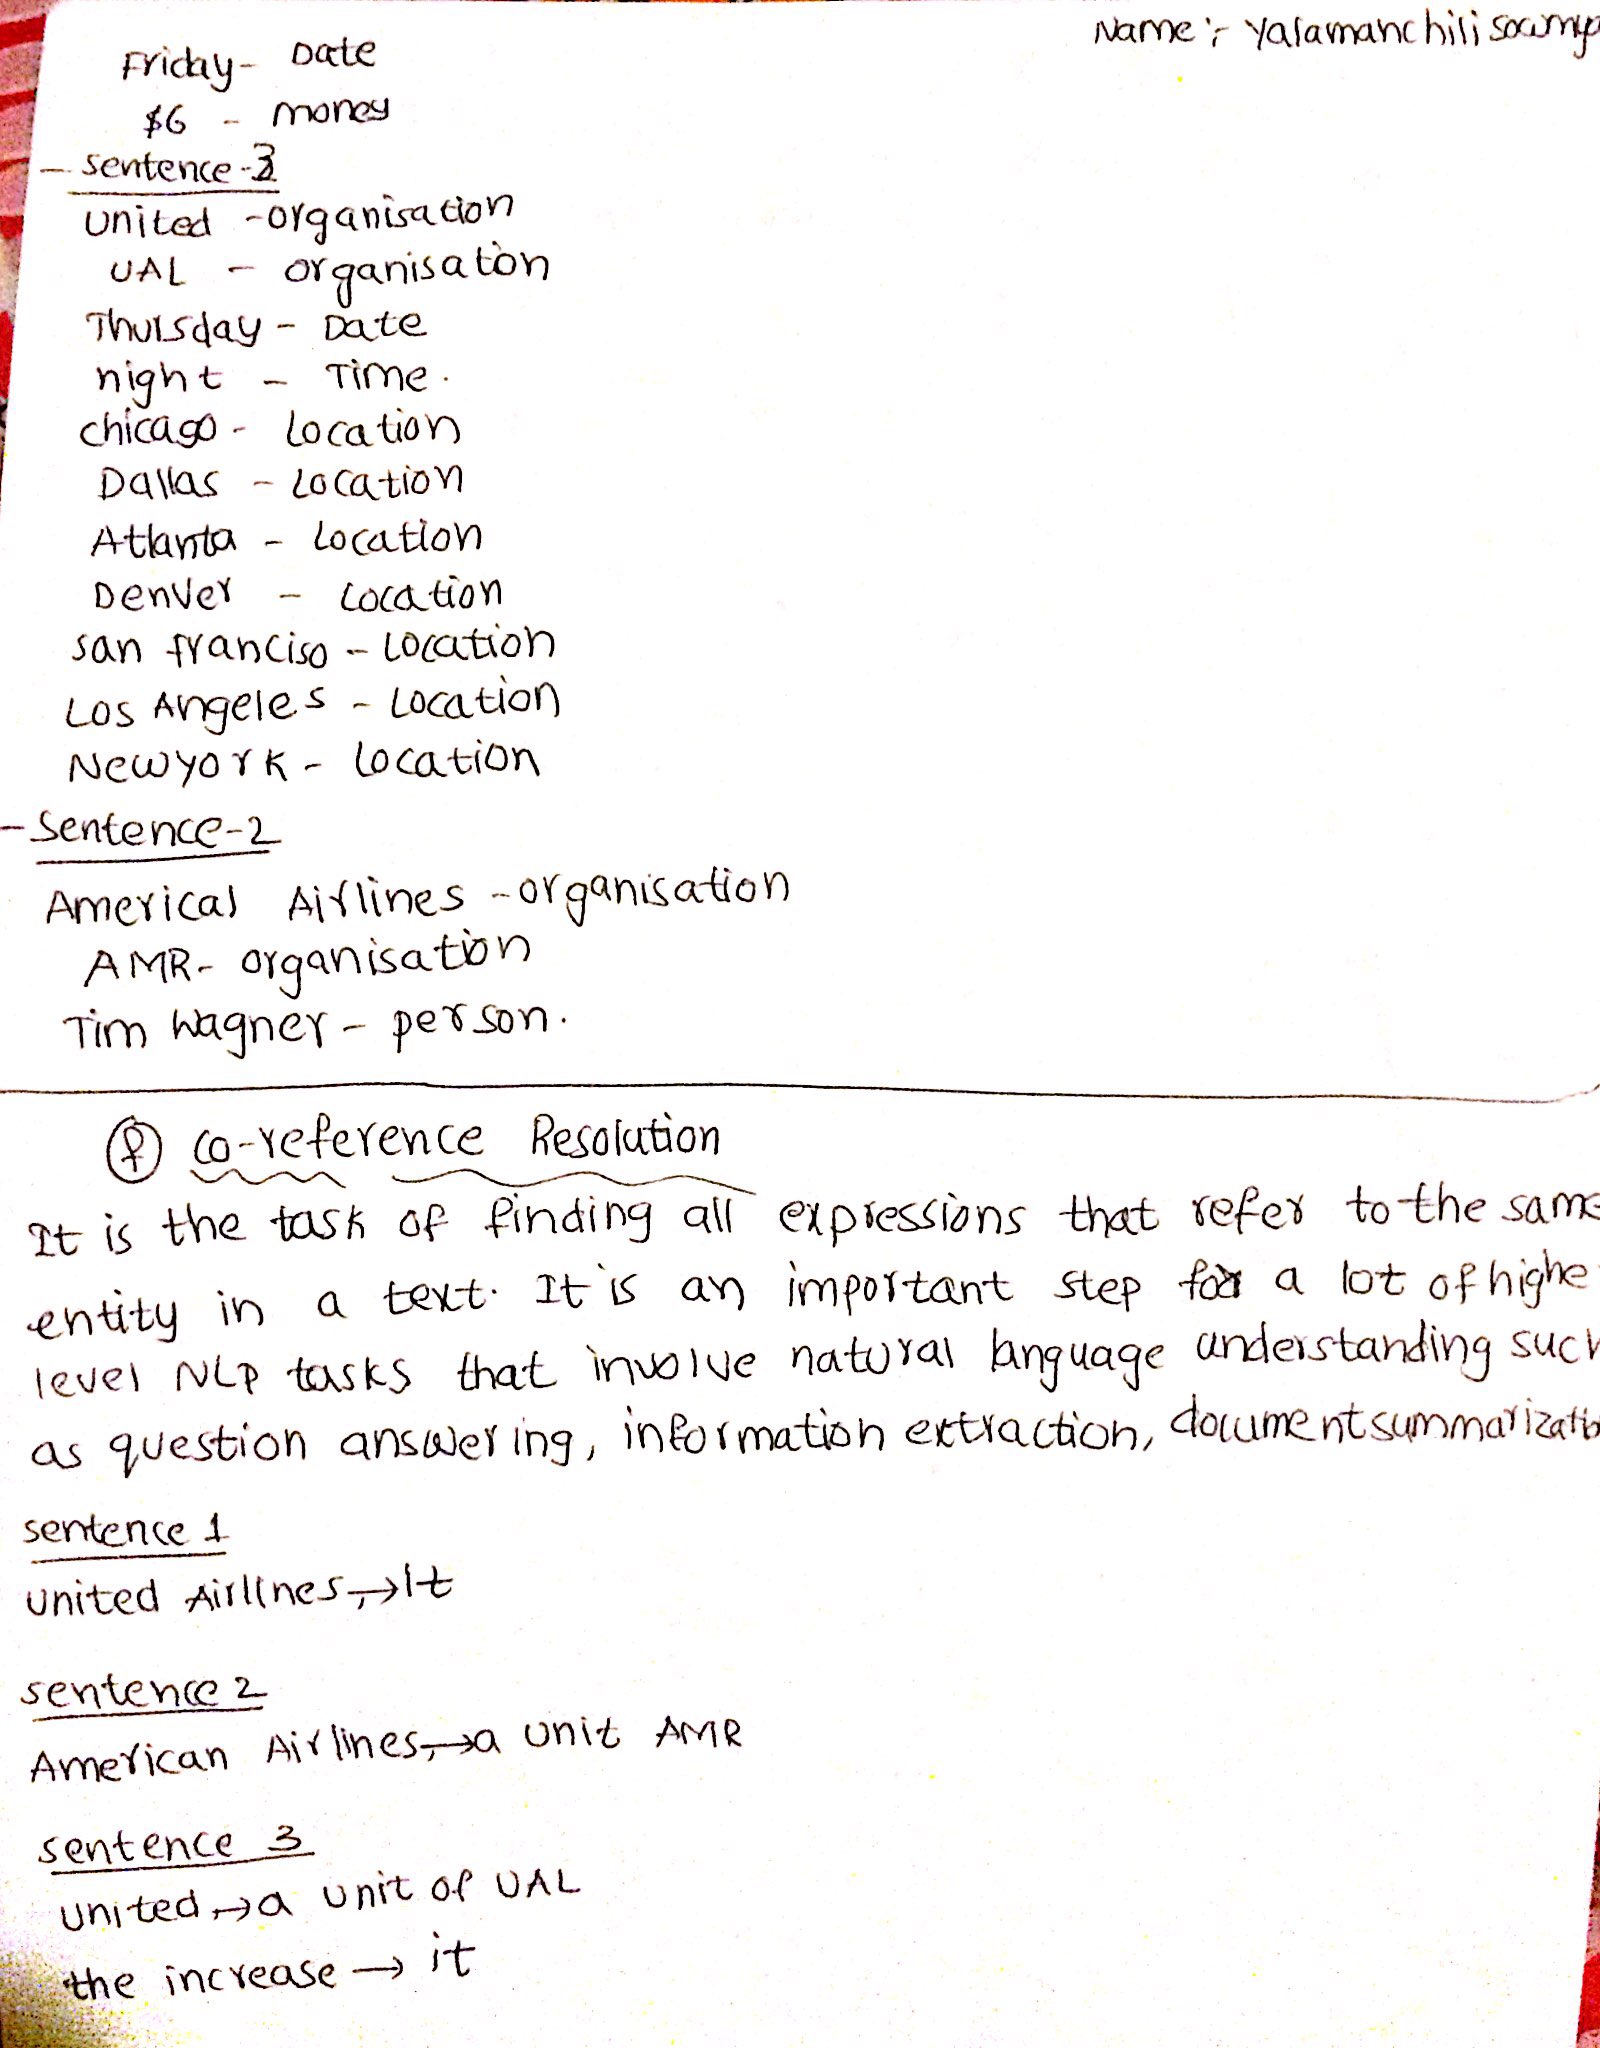 Name :- Yalamanchili sowmy
Friday - Date
$6 - money
- sentence-3
United - organisation
UAL - organisation
Thursday - Date
night - Time.
chicago - Location
Dallas - Location
Atlanta - Location
Denver - Location
san franciso - Location
Los Angeles - Location
Newyork - Location
- Sentence-2
Americal Airlines - organisation
AMR - organisation
Tim Wagner - person.
f co-reference Resolution
It is the task of finding all expressions that refer to the same
entity in a text. It is an important step for a lot of highe
level NLP tasks that involve natural language understanding such
as question answering, information extraction, document summarizatio
sentence 1
United Airlines, → It
sentence 2
American Airlines, → a unit AMR
sentence 3
United, → a unit of UAL
the increase → it